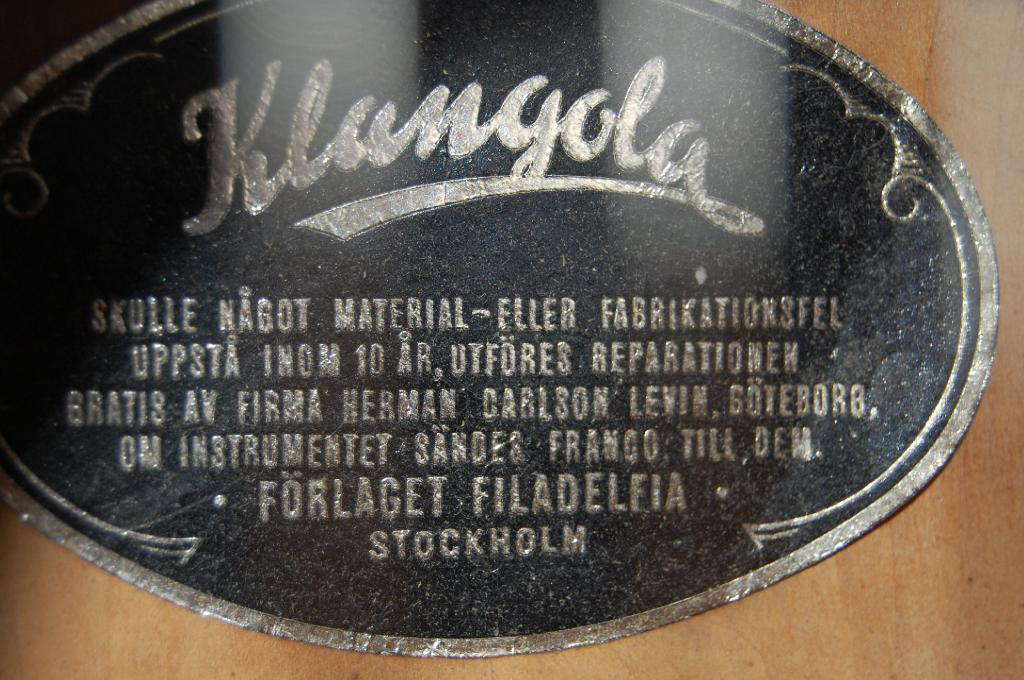 Klangola
SKULLE NÅGOT MATERIAL-ELLER FABRIKATIONSFEL
UPPSTÅ INOM 10 ÅR, UTFÖRES REPARATIONEN
GRATIS AV FIRMA HERMAN CARLSON LEVIN, GÖTEBORG,
OM INSTRUMENTET SÄNDES FRANCO TILL DEM.
· FÖRLAGET FILADELFIA ·
STOCKHOLM